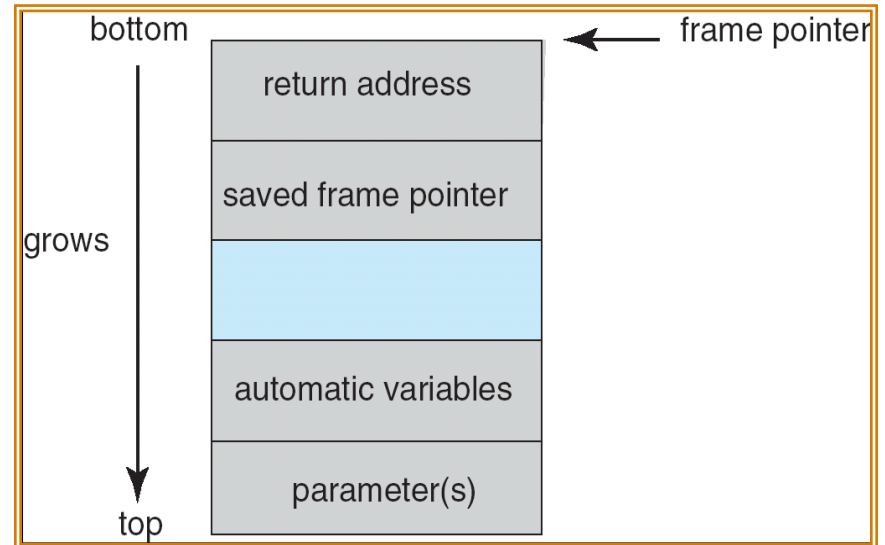 bottom
frame pointer
return address
saved frame pointer
grows
automatic variables
parameter(s)
top